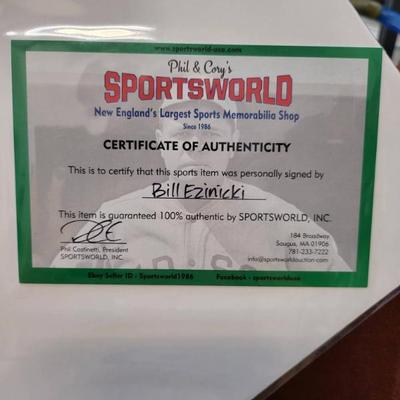 www.sportsworld-usa.com
Phil & Cory's
SPORTSWORLD
New England's Largest Sports Memorabilia Shop
Since 1986
CERTIFICATE OF AUTHENTICITY
This is to certify that this sports item was personally signed by
Bill Ezinicki
This item is guaranteed 100% authentic by SPORTSWORLD, INC.
Phil Castinetti, President
SPORTSWORLD, INC.
184 Broadway
Saugus, MA 01906
781-233-7222
info@sportsworldauction.com
Ebay Seller ID - Sportsworld1986
Facebook - sportsworldusa